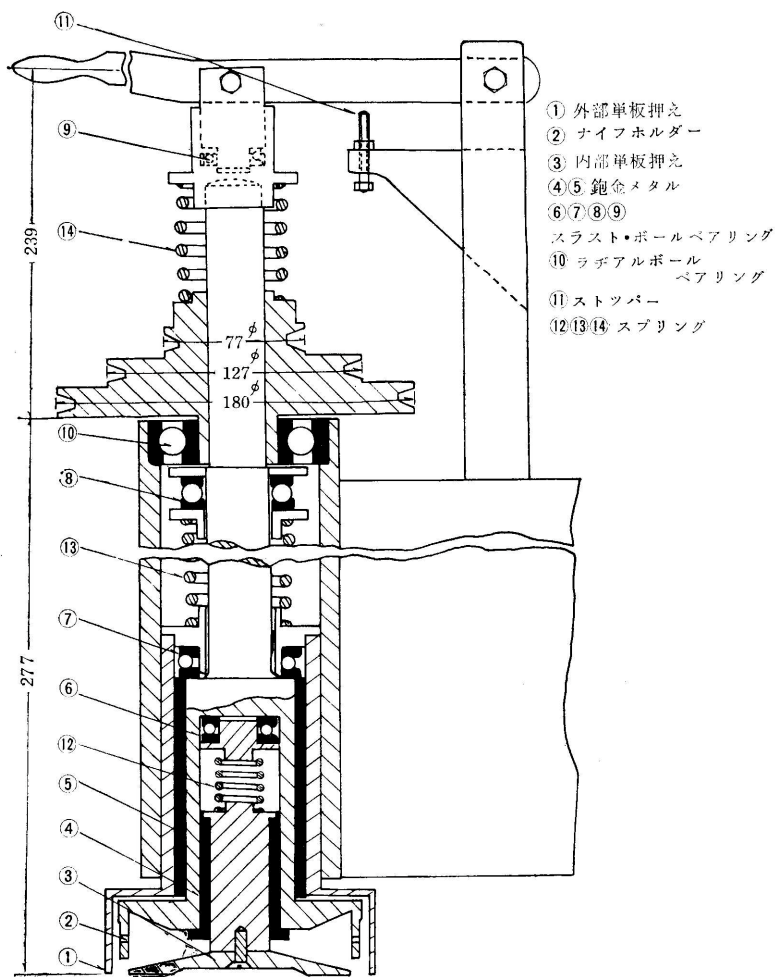 ⑪
⑨
⑭
239
77φ
127φ
180φ
⑩
⑧
⑬
⑦
277
⑥
⑫
⑤
④
③
②
①
① 外部単板押え
② ナイフホルダー
③ 内部単板押え
④⑤ 鉋金メタル
⑥⑦⑧⑨
スラスト・ボールベアリング
⑩ ラヂアルボール
ベアリング
⑪ ストツパー
⑫⑬⑭ スプリング